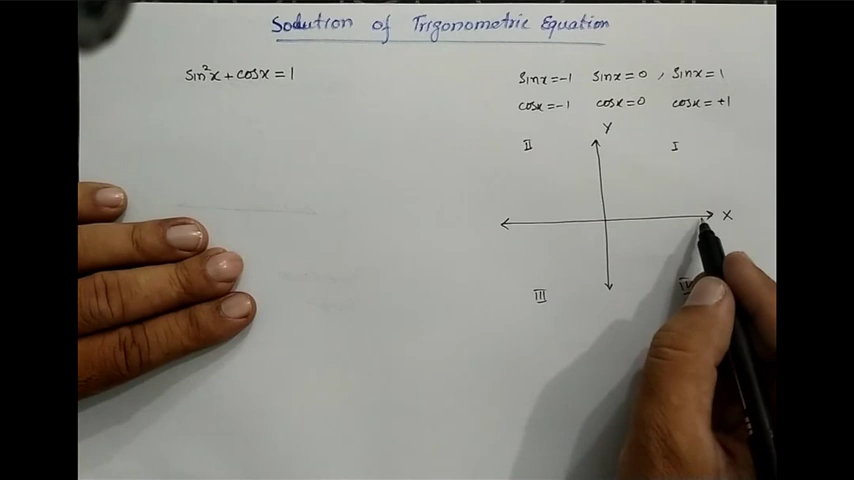 Solution of Trigonometric Equation
sin²x + cosx = 1
sinx = -1 sinx = 0 , sinx = 1
cosx = -1 cosx = 0 cosx = +1
Y
II I
X
III IV